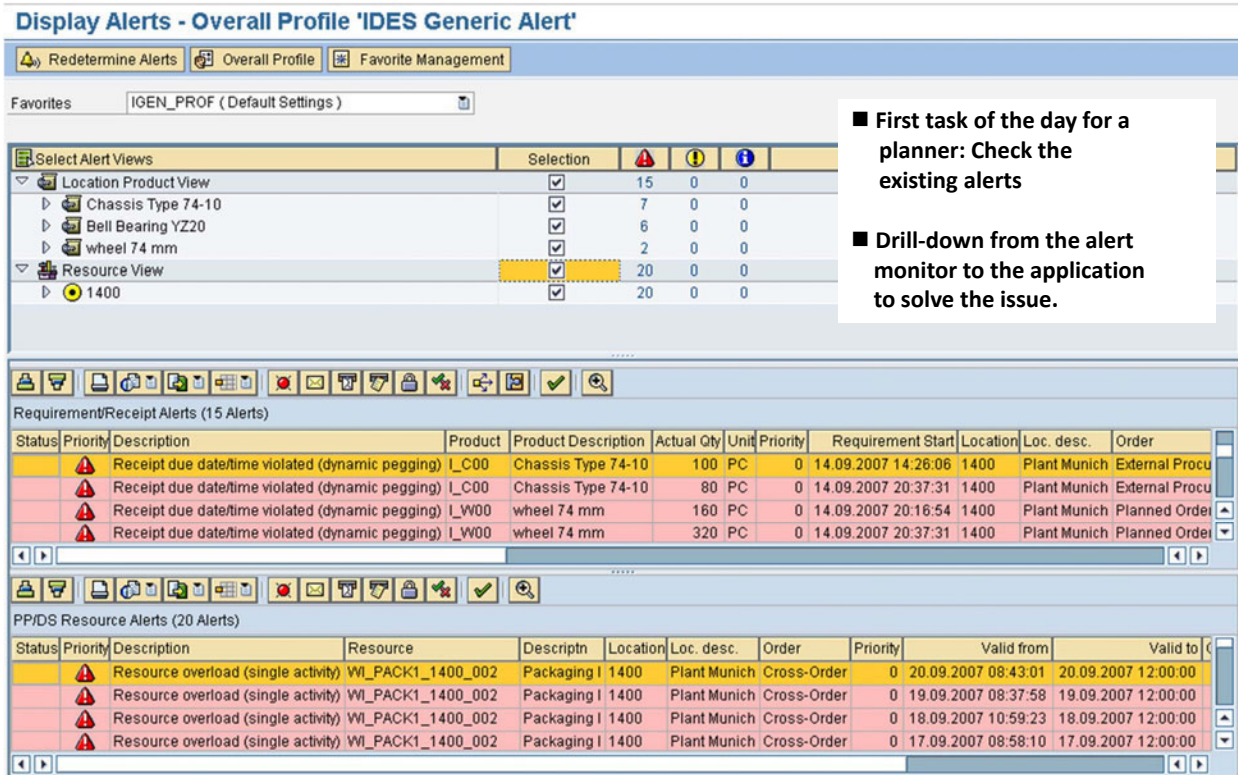 Display Alerts - Overall Profile 'IDES Generic Alert'
Redetermine Alerts Overall Profile Favorite Management
Favorites IGEN_PROF ( Default Settings )
■ First task of the day for a
planner: Check the
existing alerts
■ Drill-down from the alert
monitor to the application
to solve the issue.
Select Alert Views Selection
Location Product View 15 0 0
Chassis Type 74-10 7 0 0
Bell Bearing YZ20 6 0 0
wheel 74 mm 2 0 0
Resource View 20 0 0
1400 20 0 0
Requirement/Receipt Alerts (15 Alerts)
Status Priority Description Product Product Description Actual Qty Unit Priority Requirement Start Location Loc. desc. Order
Receipt due date/time violated (dynamic pegging) I_C00 Chassis Type 74-10 100 PC 0 14.09.2007 14:26:06 1400 Plant Munich External Procu
Receipt due date/time violated (dynamic pegging) I_C00 Chassis Type 74-10 80 PC 0 14.09.2007 20:37:31 1400 Plant Munich External Procu
Receipt due date/time violated (dynamic pegging) I_W00 wheel 74 mm 160 PC 0 14.09.2007 20:16:54 1400 Plant Munich Planned Order
Receipt due date/time violated (dynamic pegging) I_W00 wheel 74 mm 320 PC 0 14.09.2007 20:37:31 1400 Plant Munich Planned Order
PP/DS Resource Alerts (20 Alerts)
Status Priority Description Resource Descriptn Location Loc. desc. Order Priority Valid from Valid to
Resource overload (single activity) WI_PACK1_1400_002 Packaging l 1400 Plant Munich Cross-Order 0 20.09.2007 08:43:01 20.09.2007 12:00:00
Resource overload (single activity) WI_PACK1_1400_002 Packaging l 1400 Plant Munich Cross-Order 0 19.09.2007 08:37:58 19.09.2007 12:00:00
Resource overload (single activity) WI_PACK1_1400_002 Packaging l 1400 Plant Munich Cross-Order 0 18.09.2007 10:59:23 18.09.2007 12:00:00
Resource overload (single activity) WI_PACK1_1400_002 Packaging l 1400 Plant Munich Cross-Order 0 17.09.2007 08:58:10 17.09.2007 12:00:00